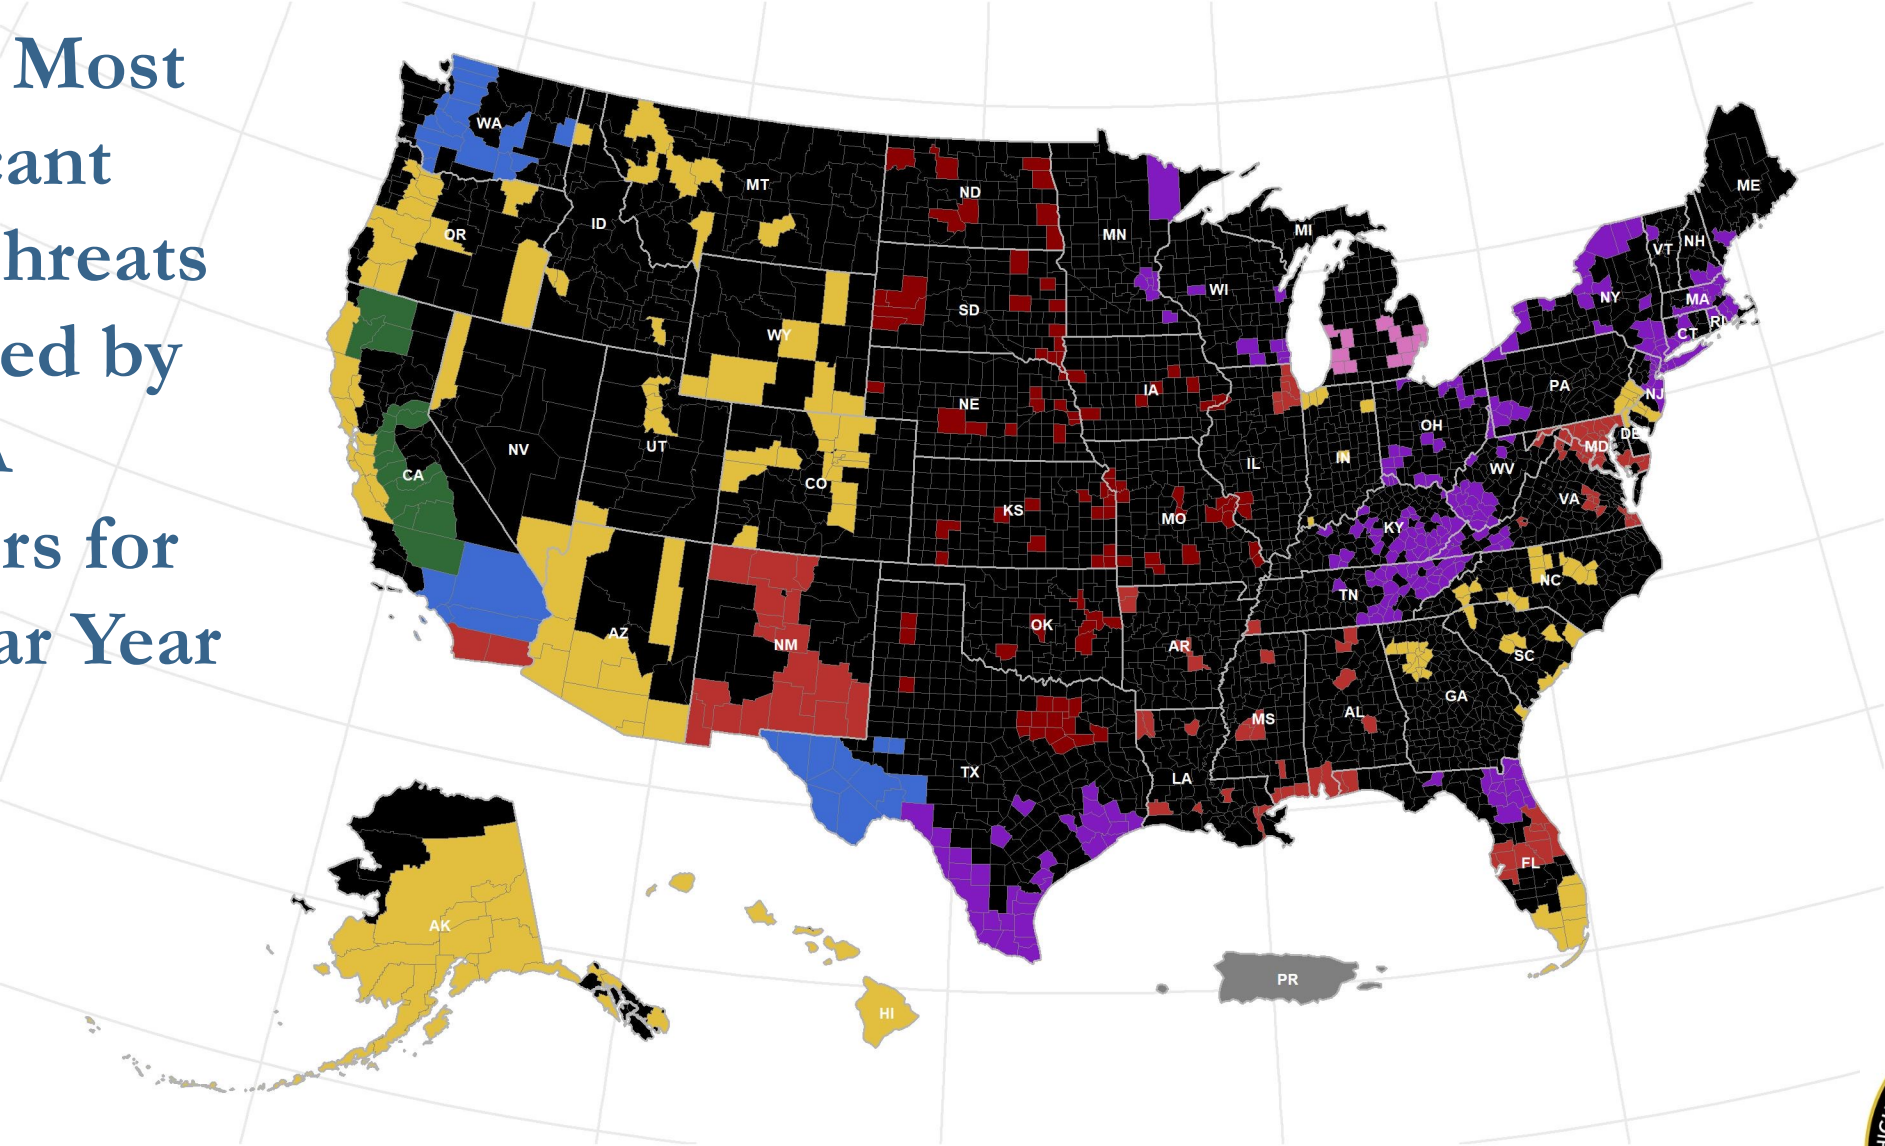 Most
cant
hreats
ed by
A
rs for
ar Year
WA
OR
ID
MT
ND
MN
MI
ME
VT
NH
WI
SD
WY
NY
MA
RI
CT
NE
IA
PA
NJ
OH
MD
DE
NV
UT
CA
CO
KS
MO
IL
IN
WV
VA
KY
AZ
NM
OK
AR
TN
NC
SC
GA
MS
AL
TX
LA
FL
AK
HI
PR